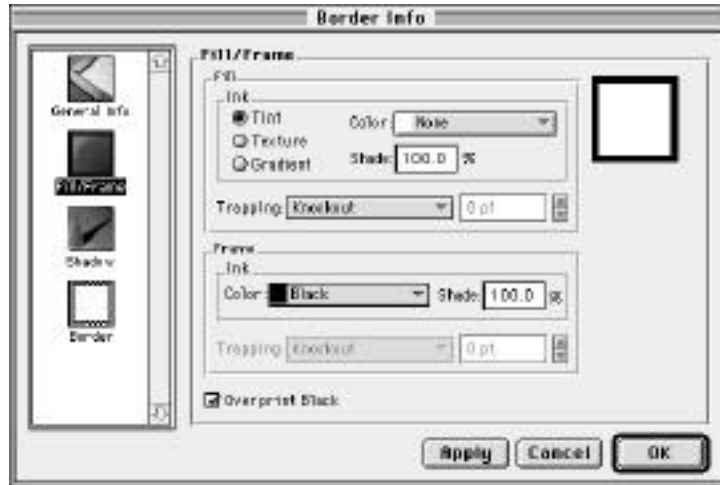 Border Info
General Info
Fill/Frame
Shadow
Border
Fill/Frame
Fill
Ink
Tint
Texture
Gradient
Color: None
Shade: 100.0 %
Trapping: Knockout 0 pt
Frame
Ink
Color: Black Shade: 100.0 %
Trapping: Knockout 0 pt
Overprint Black
Apply Cancel OK